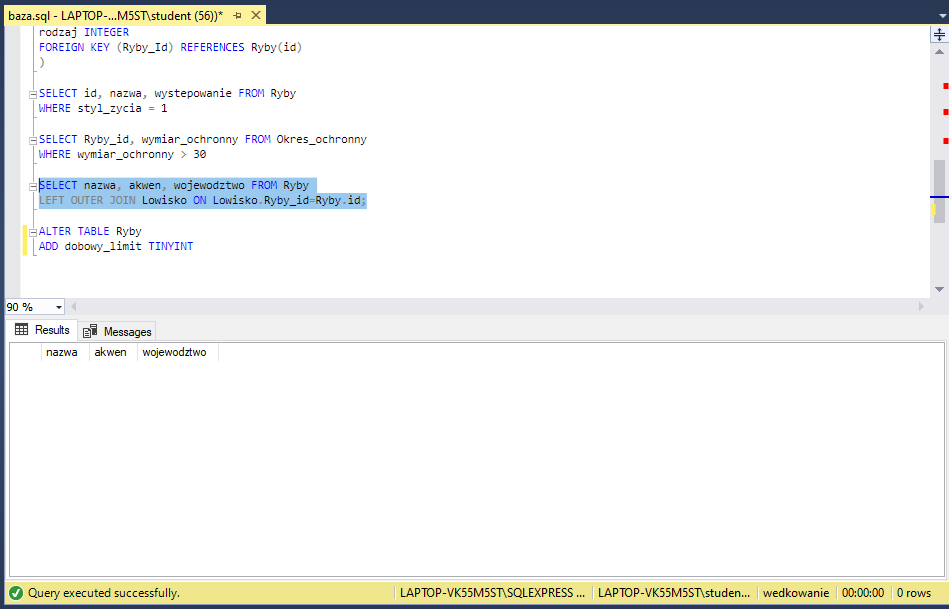 baza.sql - LAPTOP-...M5ST\student (56))*
rodzaj INTEGER
FOREIGN KEY (Ryby_Id) REFERENCES Ryby(id)
)
SELECT id, nazwa, wystepowanie FROM Ryby
WHERE styl_zycia = 1
SELECT Ryby_id, wymiar_ochronny FROM Okres_ochronny
WHERE wymiar_ochronny > 30
SELECT nazwa, akwen, wojewodztwo FROM Ryby
LEFT OUTER JOIN Lowisko ON Lowisko.Ryby_id=Ryby.id;
ALTER TABLE Ryby
ADD dobowy_limit TINYINT
90 %
Results Messages
nazwa akwen wojewodztwo
Query executed successfully. LAPTOP-VK55M5ST\SQLEXPRESS ... LAPTOP-VK55M5ST\studen... wedkowanie 00:00:00 0 rows